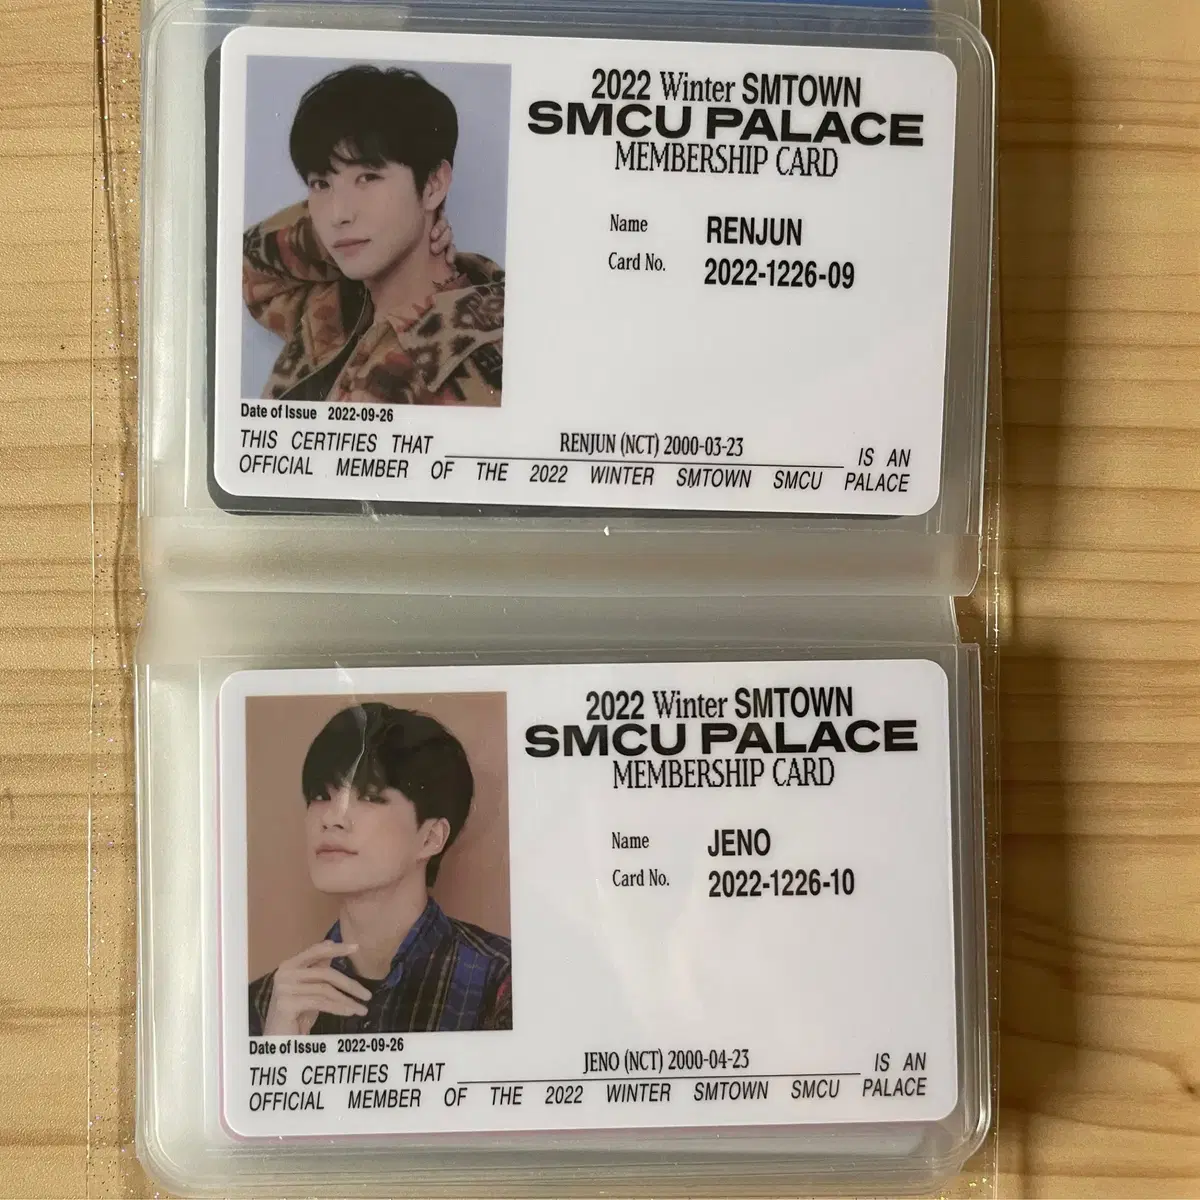 2022 Winter SMTOWN
SMCU PALACE
MEMBERSHIP CARD
Name RENJUN
Card No. 2022-1226-09
Date of Issue 2022-09-26
THIS CERTIFIES THAT RENJUN (NCT) 2000-03-23 IS AN
OFFICIAL MEMBER OF THE 2022 WINTER SMTOWN SMCU PALACE
2022 Winter SMTOWN
SMCU PALACE
MEMBERSHIP CARD
Name JENO
Card No. 2022-1226-10
Date of Issue 2022-09-26
THIS CERTIFIES THAT JENO (NCT) 2000-04-23 IS AN
OFFICIAL MEMBER OF THE 2022 WINTER SMTOWN SMCU PALACE